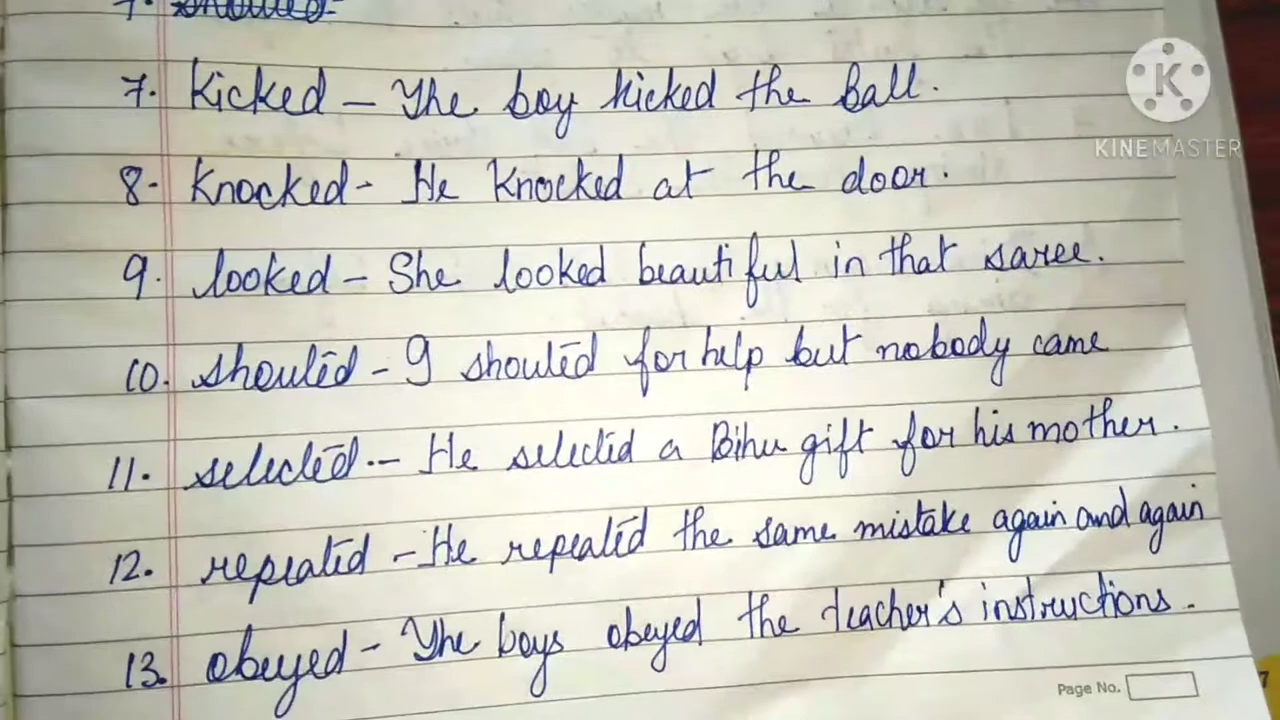 7. shouted
7. Kicked – The boy kicked the ball.
8. Knocked – He Knocked at the door.
9. looked – She looked beautiful in that saree.
10. shouted – I shouted for help but nobody came
11. selected – He selected a Bihu gift for his mother.
12. repeated – He repeated the same mistake again and again
13. obeyed – The boys obeyed the teacher's instructions.
Page No.
7
K
KINEMASTER